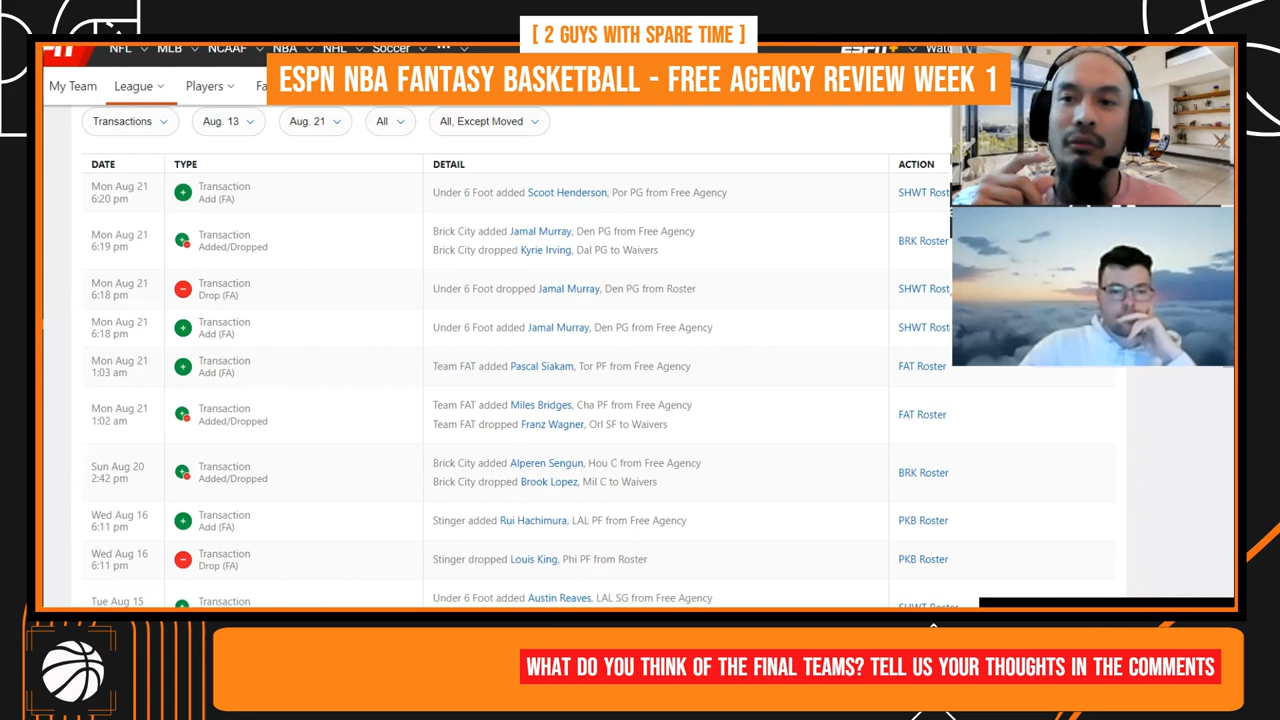 [ 2 GUYS WITH SPARE TIME ]
NFL MLB NCAAF NBA NHL Soccer ... ESPN+
ESPN NBA FANTASY BASKETBALL - FREE AGENCY REVIEW WEEK 1
My Team League Players
Transactions Aug. 13 Aug. 21 All All, Except Moved
DATE TYPE DETAIL ACTION
Mon Aug 21 Transaction
6:20 pm Add (FA) Under 6 Foot added Scoot Henderson, Por PG from Free Agency SHWT Rost
Mon Aug 21 Transaction Brick City added Jamal Murray, Den PG from Free Agency
6:19 pm Added/Dropped Brick City dropped Kyrie Irving, Dal PG to Waivers BRK Roster
Mon Aug 21 Transaction
6:18 pm Drop (FA) Under 6 Foot dropped Jamal Murray, Den PG from Roster SHWT Rost
Mon Aug 21 Transaction
6:18 pm Add (FA) Under 6 Foot added Jamal Murray, Den PG from Free Agency SHWT Rost
Mon Aug 21 Transaction
1:03 am Add (FA) Team FAT added Pascal Siakam, Tor PF from Free Agency FAT Roster
Mon Aug 21 Transaction Team FAT added Miles Bridges, Cha PF from Free Agency
1:02 am Added/Dropped Team FAT dropped Franz Wagner, Orl SF to Waivers FAT Roster
Sun Aug 20 Transaction Brick City added Alperen Sengun, Hou C from Free Agency
2:42 pm Added/Dropped Brick City dropped Brook Lopez, Mil C to Waivers BRK Roster
Wed Aug 16 Transaction
6:11 pm Add (FA) Stinger added Rui Hachimura, LAL PF from Free Agency PKB Roster
Wed Aug 16 Transaction
6:11 pm Drop (FA) Stinger dropped Louis King, Phi PF from Roster PKB Roster
Tue Aug 15 Transaction Under 6 Foot added Austin Reaves, LAL SG from Free Agency
WHAT DO YOU THINK OF THE FINAL TEAMS? TELL US YOUR THOUGHTS IN THE COMMENTS